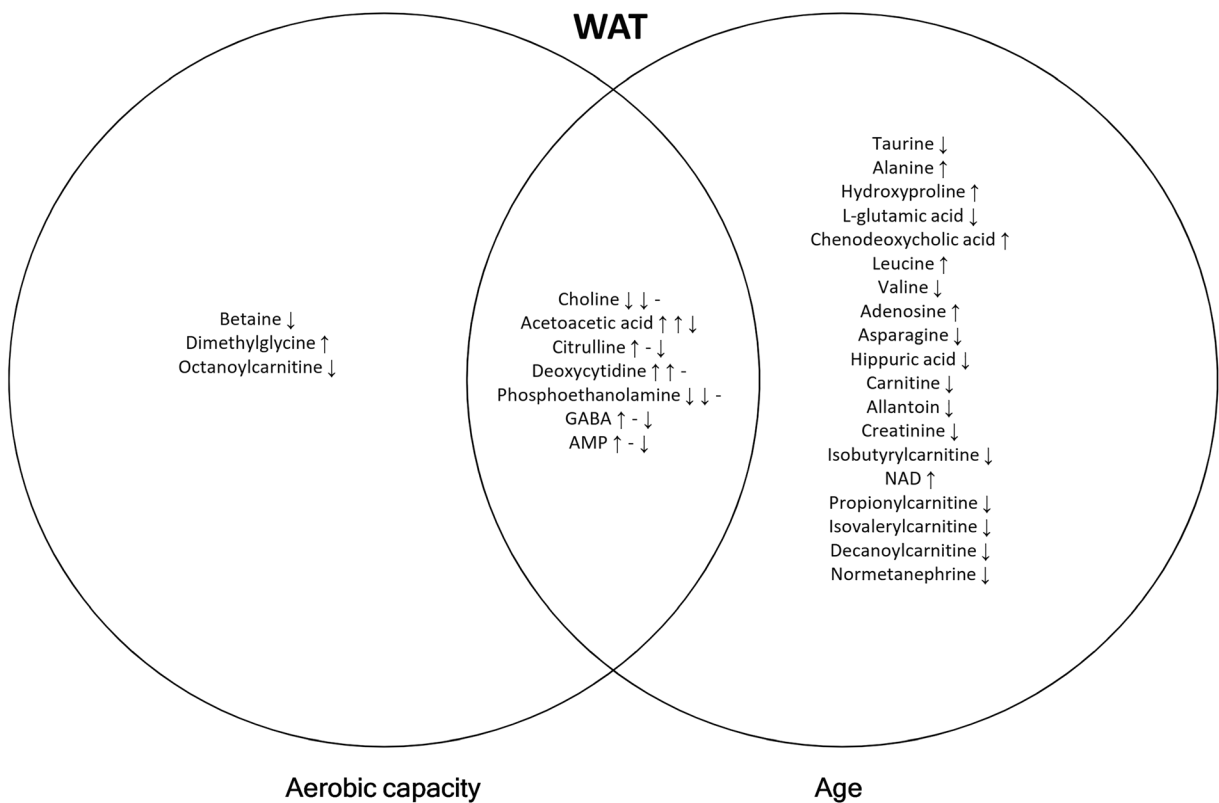 WAT
Betaine ↓
Dimethylglycine ↑
Octanoylcarnitine ↓
Choline ↓ ↓ -
Acetoacetic acid ↑ ↑ ↓
Citrulline ↑ - ↓
Deoxycytidine ↑ ↑ -
Phosphoethanolamine ↓ ↓ -
GABA ↑ - ↓
AMP ↑ - ↓
Taurine ↓
Alanine ↑
Hydroxyproline ↑
L-glutamic acid ↓
Chenodeoxycholic acid ↑
Leucine ↑
Valine ↓
Adenosine ↑
Asparagine ↓
Hippuric acid ↓
Carnitine ↓
Allantoin ↓
Creatinine ↓
Isobutyrylcarnitine ↓
NAD ↑
Propionylcarnitine ↓
Isovalerylcarnitine ↓
Decanoylcarnitine ↓
Normetanephrine ↓
Aerobic capacity
Age